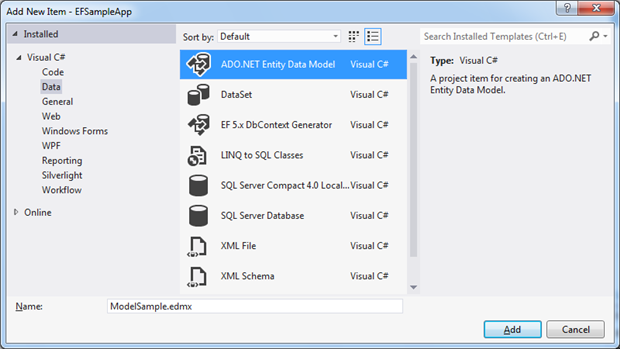 Add New Item - EFSampleApp
Installed
Sort by: Default
Search Installed Templates (Ctrl+E)
Visual C#
Code
Data
General
Web
Windows Forms
WPF
Reporting
Silverlight
Workflow
Online
ADO.NET Entity Data Model Visual C#
DataSet Visual C#
EF 5.x DbContext Generator Visual C#
LINQ to SQL Classes Visual C#
SQL Server Compact 4.0 Local... Visual C#
SQL Server Database Visual C#
XML File Visual C#
XML Schema Visual C#
Type: Visual C#
A project item for creating an ADO.NET
Entity Data Model.
Name: ModelSample.edmx
Add Cancel